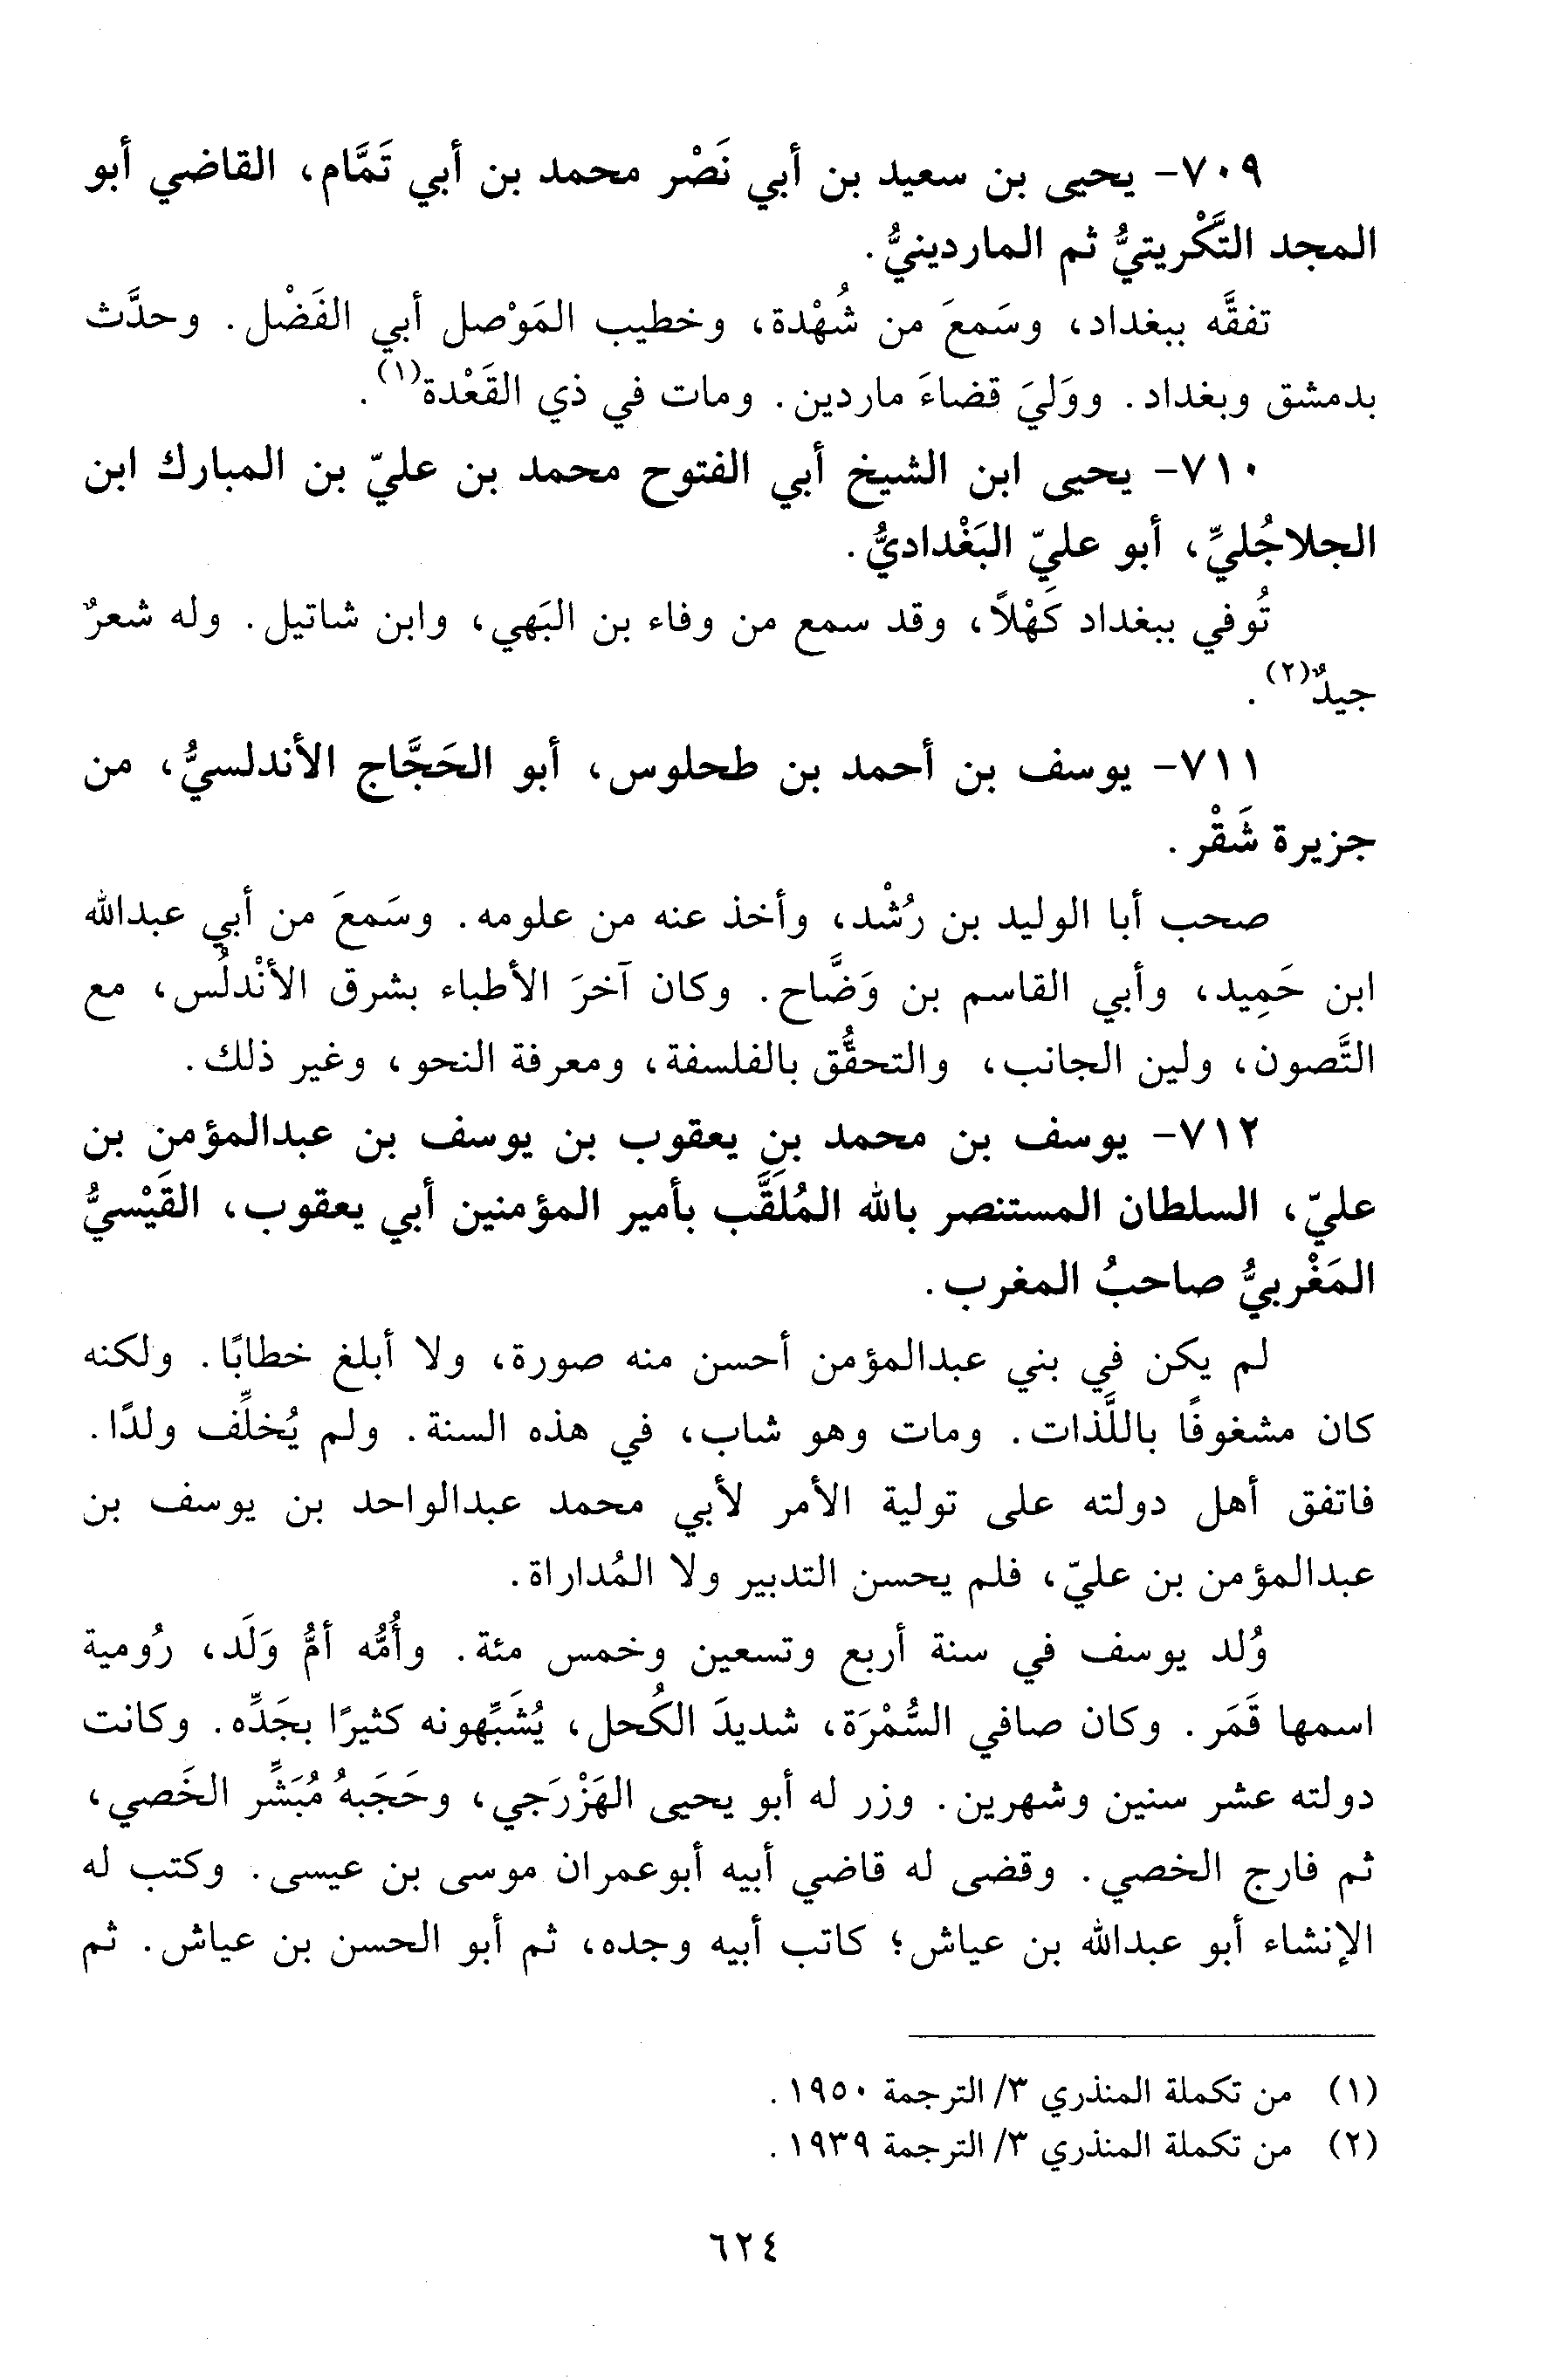 ٧٠٩- يحيى بن سعيد بن أبي نَصْر محمد بن أبي تَمَّام، القاضي أبو
المجد التَّكْريتيُّ ثم الماردينيُّ.
تفقَّه ببغداد، وسَمعَ من شُهْدة، وخطيب المَوْصل أبي الفَضْل. وحدَّث
بدمشق وبغداد. ووَليَ قضاءَ ماردين. ومات في ذي القَعْدة(١).
٧١٠- يحيى ابن الشيخ أبي الفتوح محمد بن عليّ بن المبارك ابن
الجلاجُليِّ، أبو عليّ البَغْداديُّ.
تُوفي ببغداد كَهْلاً، وقد سمع من وفاء بن البَهي، وابن شاتيل. وله شعرٌ
جيدٌ(٢).
٧١١- يوسف بن أحمد بن طحلوس، أبو الحَجَّاج الأندلسيُّ، من
جزيرة شَقْر.
صحب أبا الوليد بن رُشْد، وأخذ عنه من علومه. وسَمعَ من أبي عبدالله
ابن حَمِيد، وأبي القاسم بن وَضَّاح. وكان آخرَ الأطباء بشرق الأنْدلُس، مع
التَّصون، ولين الجانب، والتحقُّق بالفلسفة، ومعرفة النحو، وغير ذلك.
٧١٢- يوسف بن محمد بن يعقوب بن يوسف بن عبدالمؤمن بن
عليّ، السلطان المستنصر بالله المُلَقَّب بأمير المؤمنين أبي يعقوب، القَيْسيُّ
المَغْربيُّ صاحبُ المغرب.
لم يكن في بني عبدالمؤمن أحسن منه صورة، ولا أبلغ خطابًا. ولكنه
كان مشغوفًا باللَّذات. ومات وهو شاب، في هذه السنة. ولم يُخلِّف ولدًا.
فاتفق أهل دولته على تولية الأمر لأبي محمد عبدالواحد بن يوسف بن
عبدالمؤمن بن عليّ، فلم يحسن التدبير ولا المُداراة.
وُلد يوسف في سنة أربع وتسعين وخمس مئة. وأُمُّه أمُّ وَلَد، رُومية
اسمها قَمَر. وكان صافي السُّمْرَة، شديدَ الكُحل، يُشَبِّهونه كثيرًا بجَدِّه. وكانت
دولته عشر سنين وشهرين. وزر له أبو يحيى الهَزْرَجي، وحَجَبهُ مُبَشِّر الخَصي،
ثم فارج الخصي. وقضى له قاضي أبيه أبوعمران موسى بن عيسى. وكتب له
الإنشاء أبو عبدالله بن عياش؛ كاتب أبيه وجده، ثم أبو الحسن بن عياش. ثم
(١) من تكملة المنذري ٣/ الترجمة ١٩٥٠.
(٢) من تكملة المنذري ٣/ الترجمة ١٩٣٩.
٦٢٤